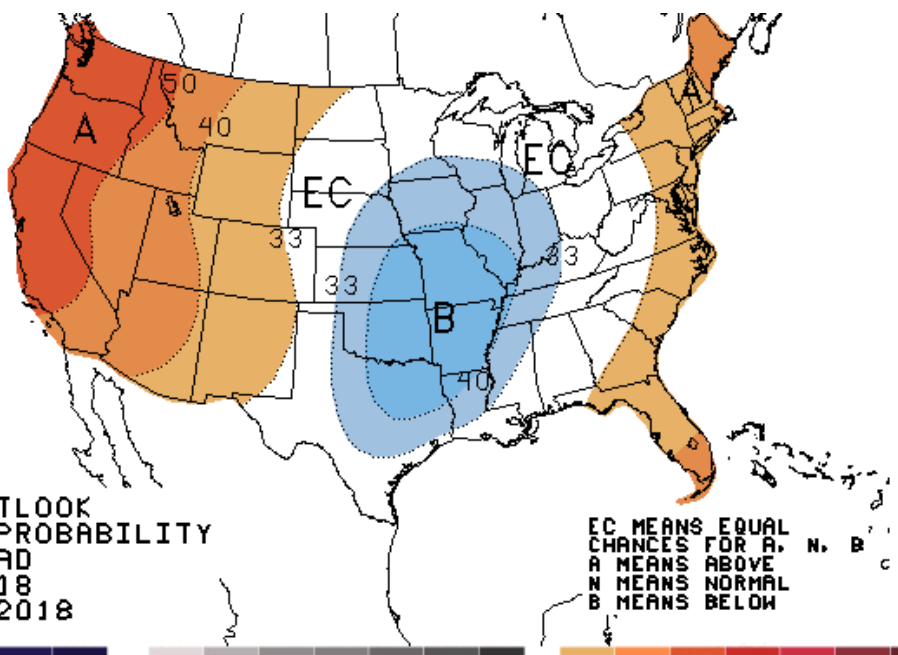 50
A
A
40
EC
EC
33
33
33
B
40
TLOOK
PROBABILITY
AD
18
2018
EC MEANS EQUAL
CHANCES FOR A, N, B
A MEANS ABOVE
N MEANS NORMAL
B MEANS BELOW